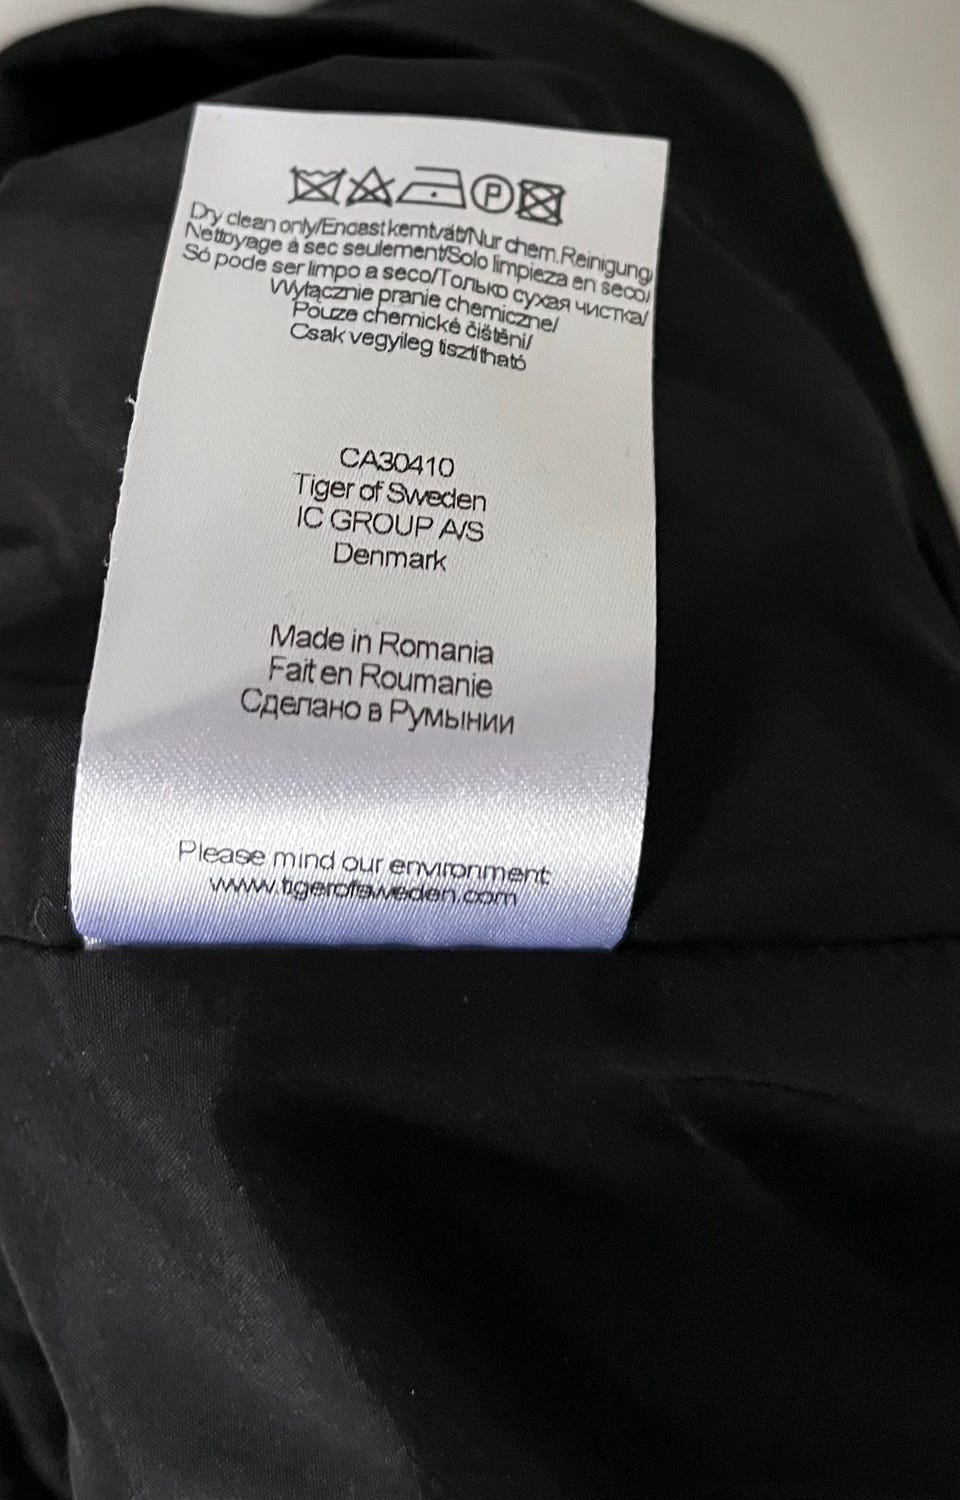 P
Dry clean only/Endast kemtvätt/Nur chem.Reinigung/
Nettoyage à sec seulement/Solo limpieza en seco/
Só pode ser limpo a seco/Только сухая чистка/
Wyłącznie pranie chemiczne/
Pouze chemické čištění/
Csak vegyileg tisztítható
CA30410
Tiger of Sweden
IC GROUP A/S
Denmark
Made in Romania
Fait en Roumanie
Сделано в Румынии
Please mind our environment
www.tigerofsweden.com